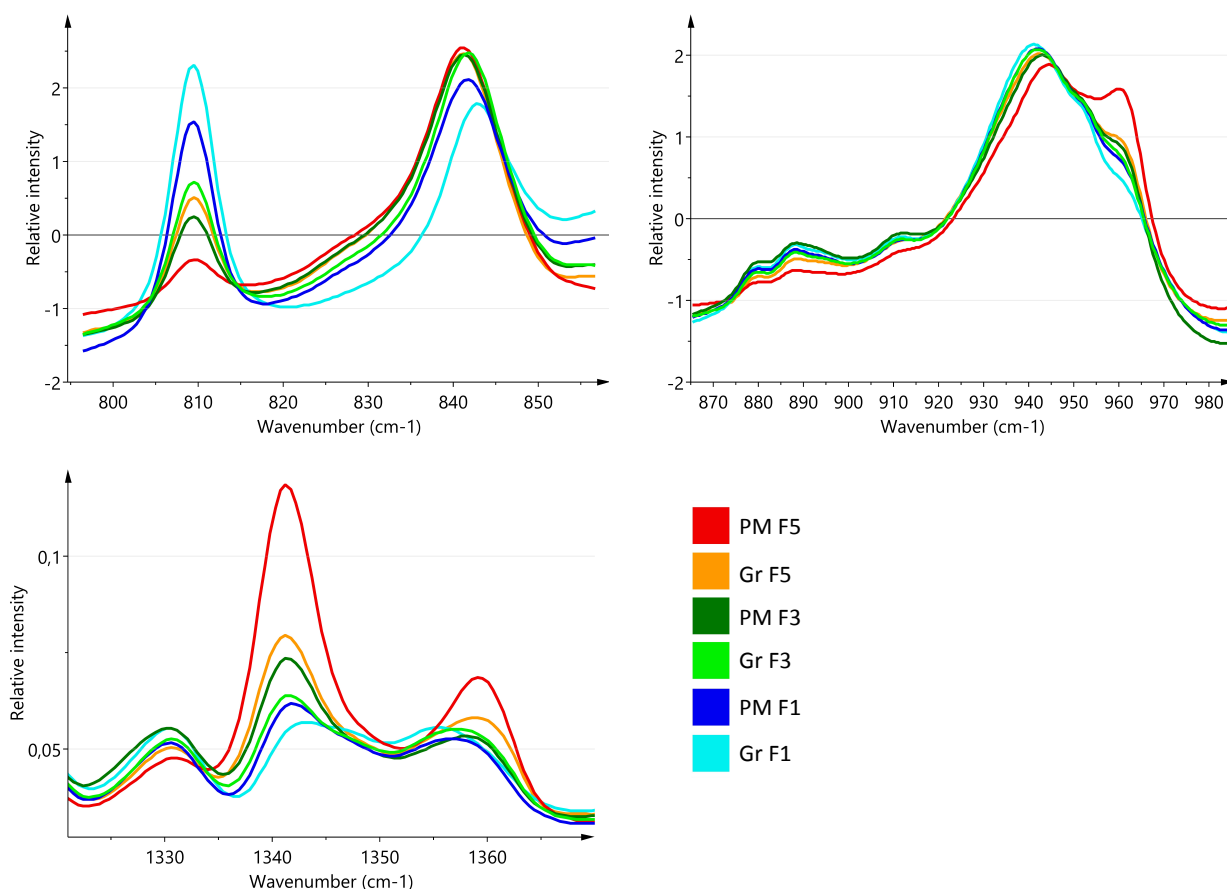 2
1
0
-1
-2
Relative intensity
800 810 820 830 840 850
Wavenumber (cm-1)
2
1
0
-1
-2
Relative intensity
870 880 890 900 910 920 930 940 950 960 970 980
Wavenumber (cm-1)
0,1
0,05
Relative intensity
1330 1340 1350 1360
Wavenumber (cm-1)
PM F5
Gr F5
PM F3
Gr F3
PM F1
Gr F1